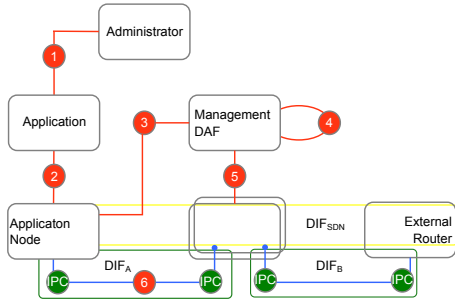 Administrator
1
Application
3
Management
DAF
4
2
5
Applicaton
Node
DIFSDN
External
Router
DIFA
DIFB
IPC
6
IPC
IPC
IPC